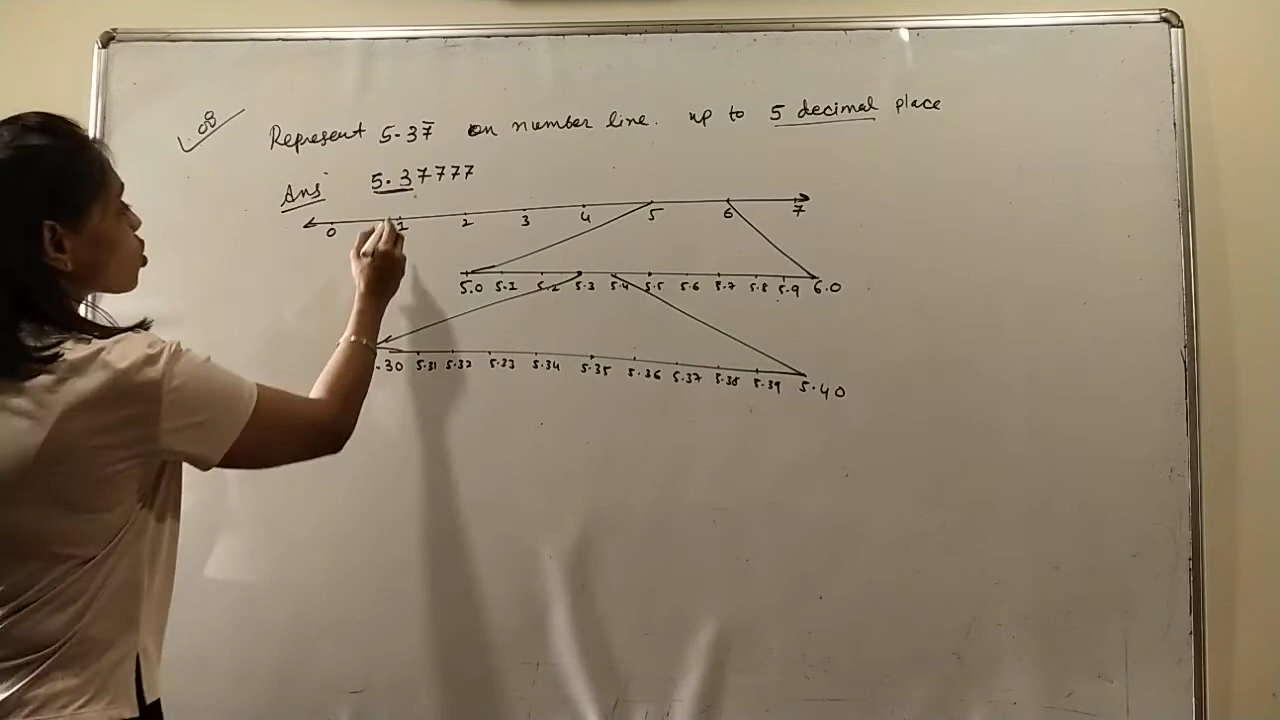 08
Represent 5.37̅ on number line. up to 5 decimal place
Ans 5.37777
0 1 2 3 4 5 6 7
5.0 5.1 5.2 5.3 5.4 5.5 5.6 5.7 5.8 5.9 6.0
.30 5.31 5.32 5.33 5.34 5.35 5.36 5.37 5.38 5.39 5.40